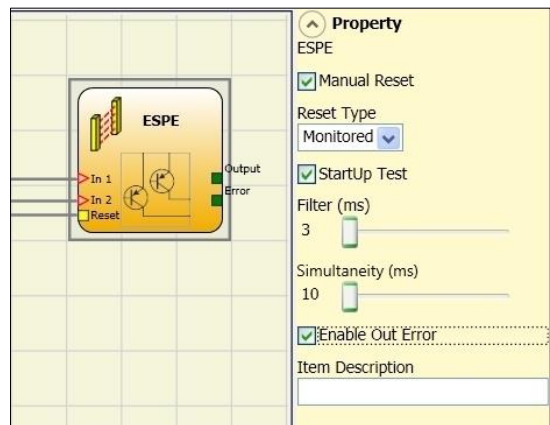 ESPE
In 1
In 2
Reset
Output
Error
Property
ESPE
Manual Reset
Reset Type
Monitored
StartUp Test
Filter (ms)
3
Simultaneity (ms)
10
Enable Out Error
Item Description